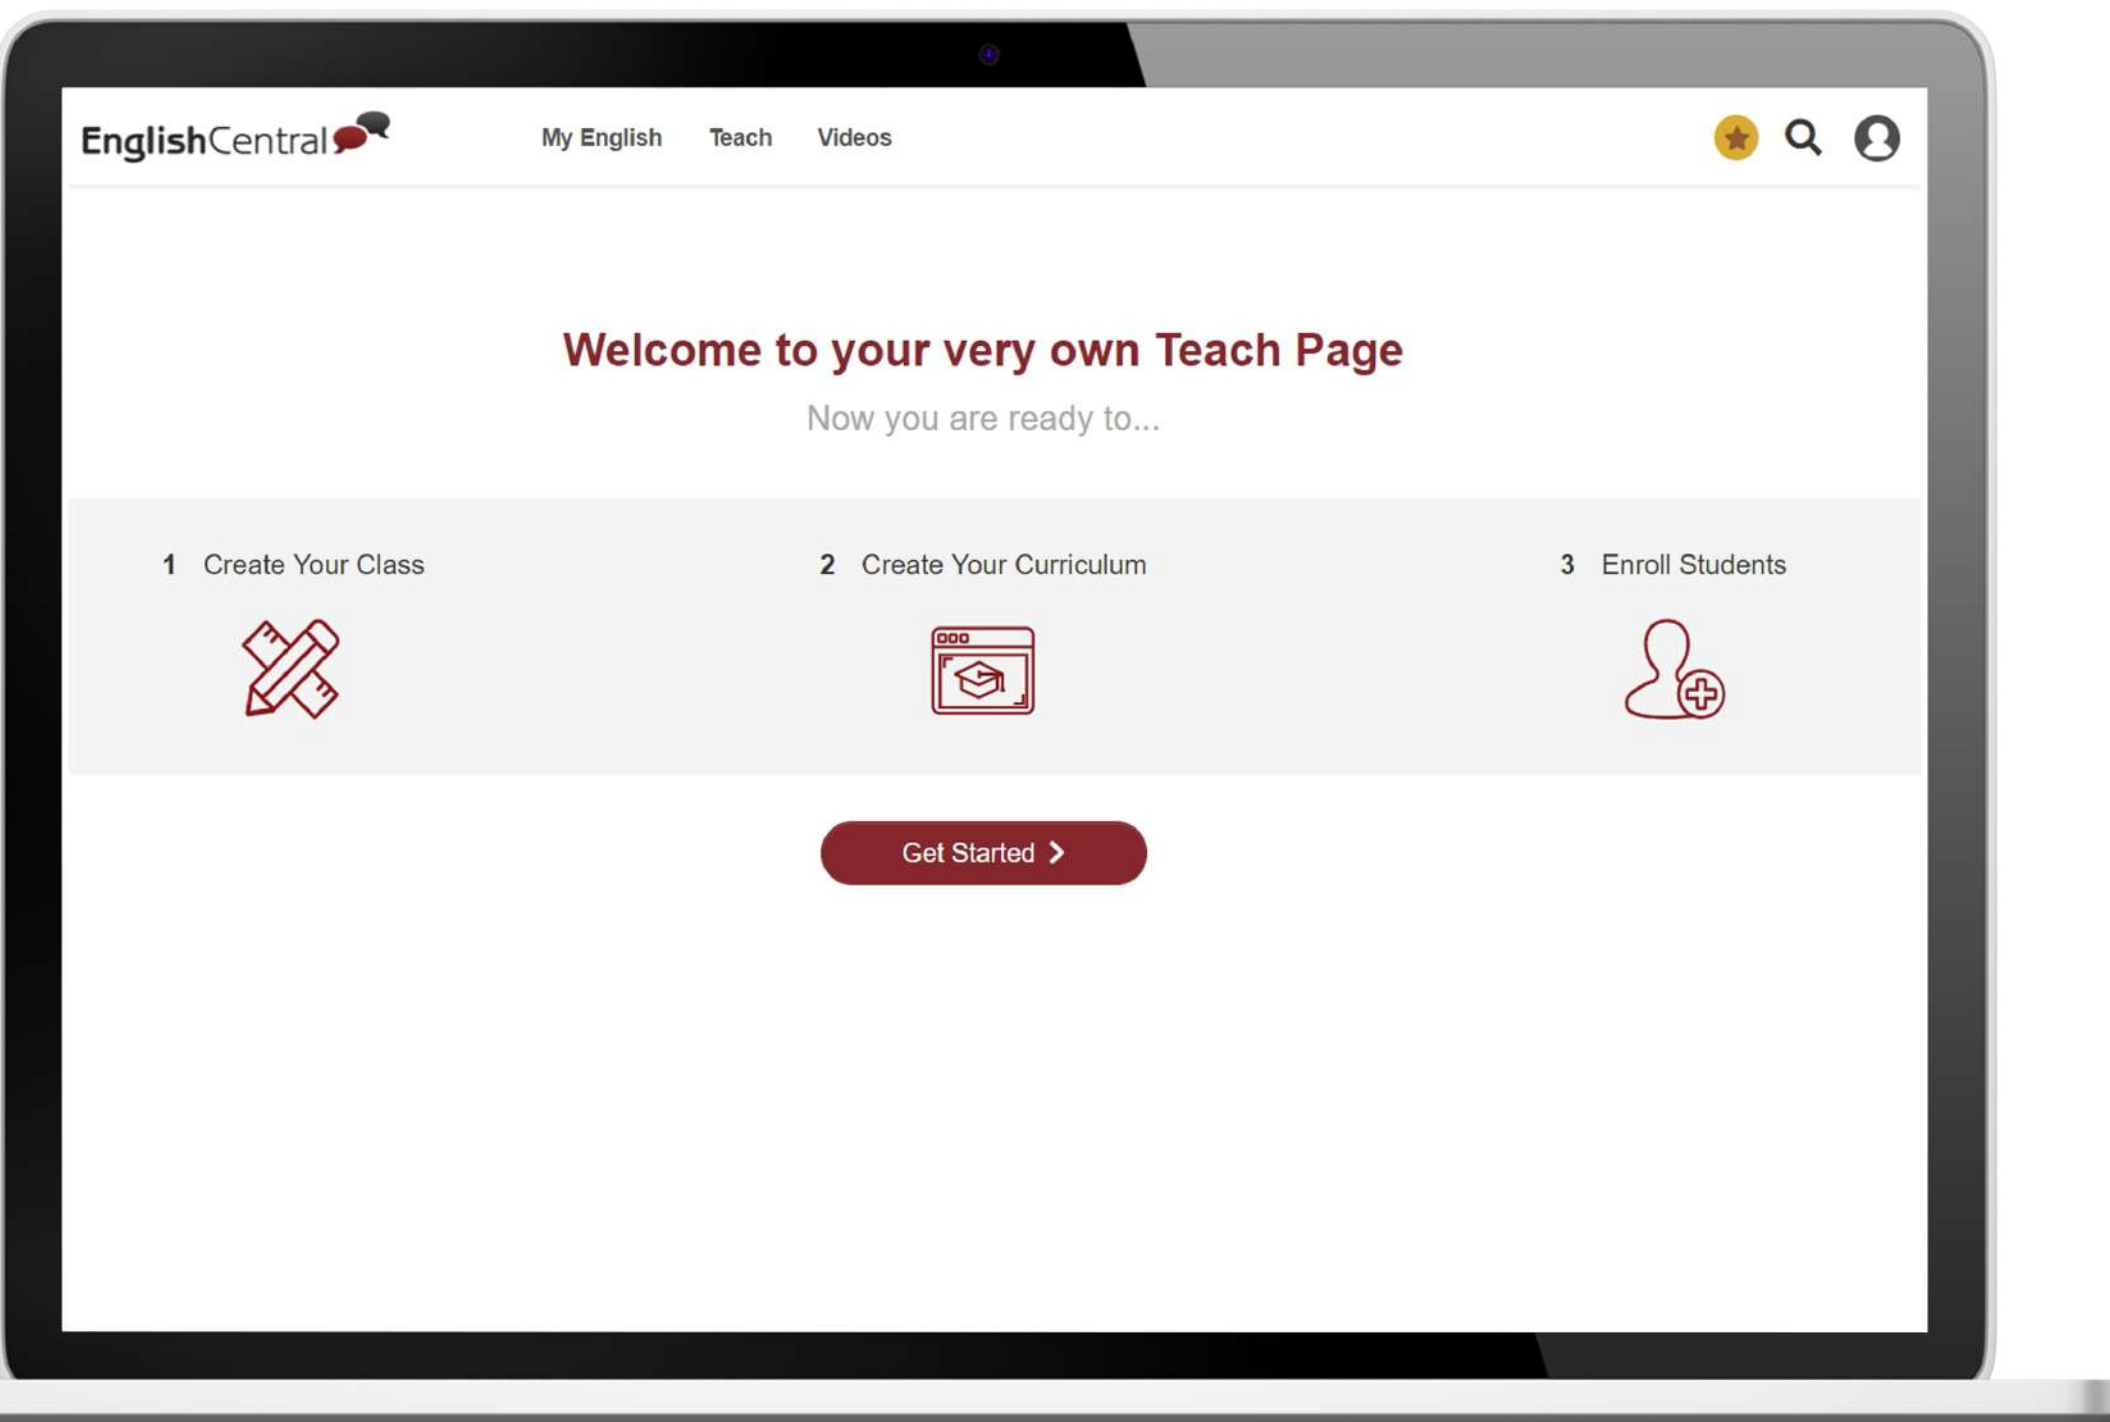 EnglishCentral
My English Teach Videos
Welcome to your very own Teach Page
Now you are ready to...
1 Create Your Class
2 Create Your Curriculum
3 Enroll Students
Get Started